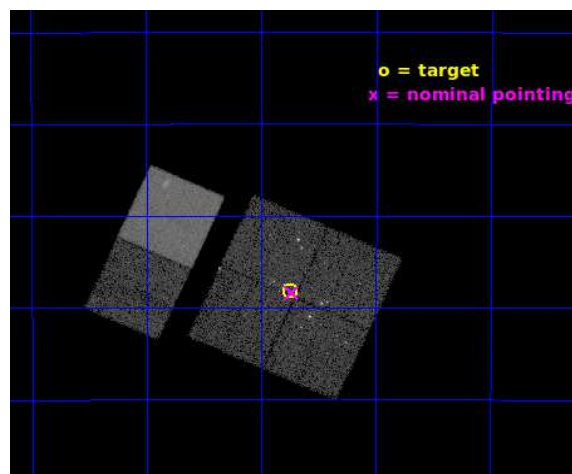 o = target
x = nominal pointing